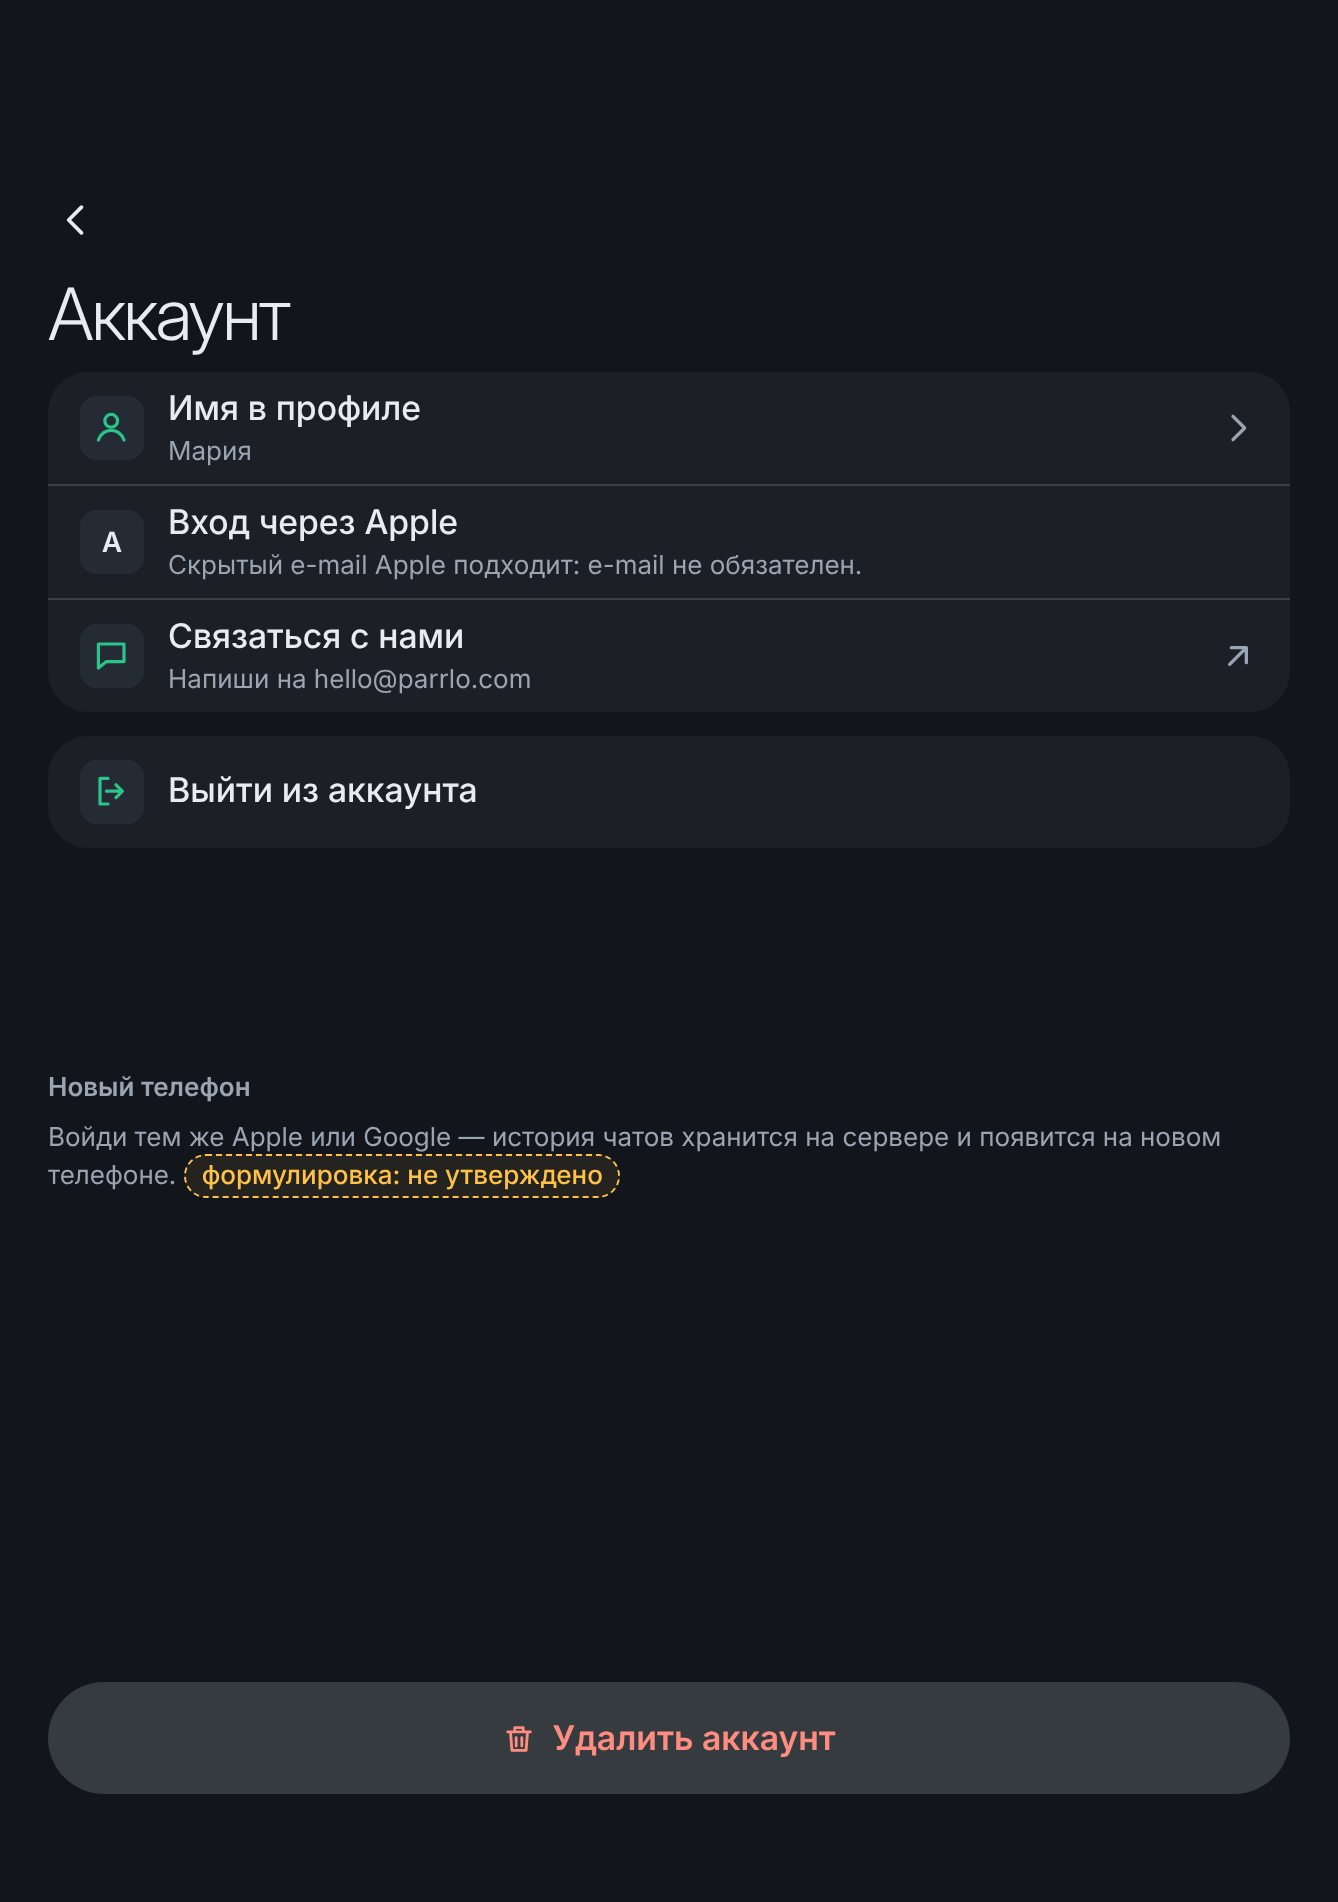 Аккаунт
Имя в профиле
Мария
A
Вход через Apple
Скрытый e-mail Apple подходит: e-mail не обязателен.
Связаться с нами
Напиши на hello@parrlo.com
Выйти из аккаунта
Новый телефон
Войди тем же Apple или Google — история чатов хранится на сервере и появится на новом
телефоне. формулировка: не утверждено
Удалить аккаунт